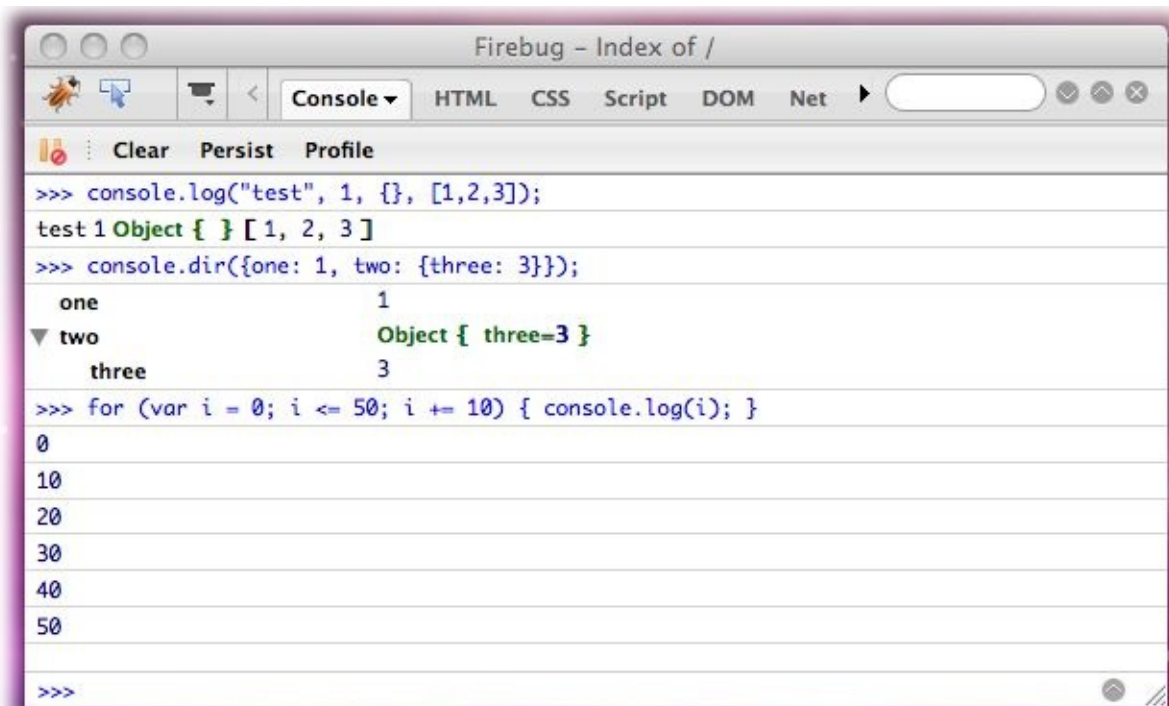 Firebug – Index of /
Console HTML CSS Script DOM Net
Clear Persist Profile
>>> console.log("test", 1, {}, [1,2,3]);
test 1 Object { } [ 1, 2, 3 ]
>>> console.dir({one: 1, two: {three: 3}});
one 1
two Object { three=3 }
three 3
>>> for (var i = 0; i <= 50; i += 10) { console.log(i); }
0
10
20
30
40
50
>>>